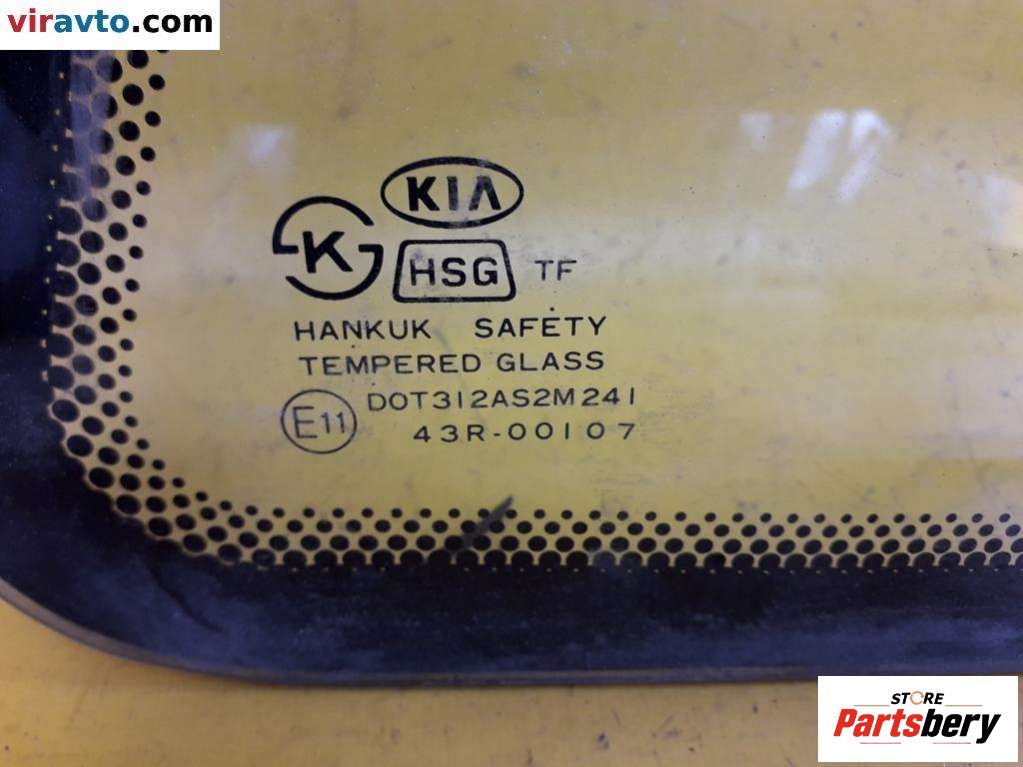 viravto.com
KIA
K
HSG TF
HANKUK SAFETY
TEMPERED GLASS
E11 DOT312AS2M241
43R-00107
STORE
Partsbery